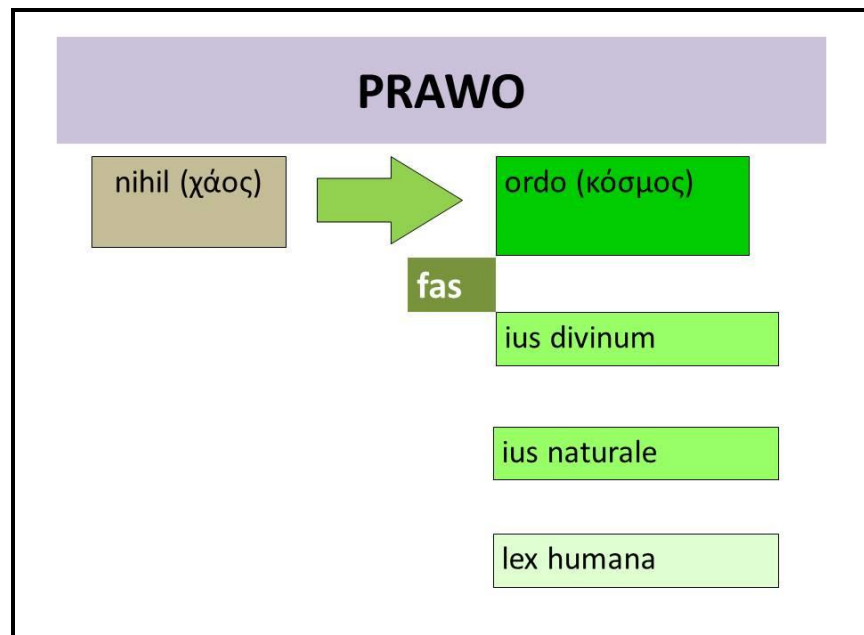 PRAWO
nihil (χάος)
ordo (κόσμος)
fas
ius divinum
ius naturale
lex humana